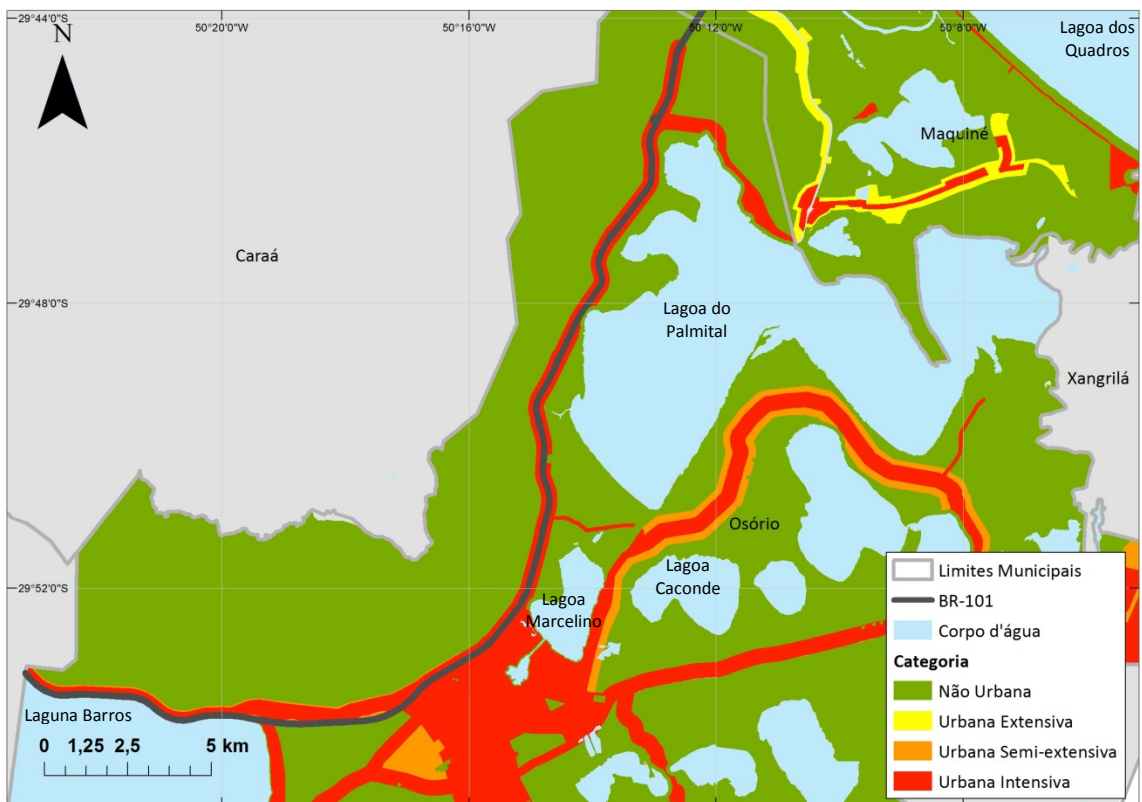 29°44'0"S
50°20'0"W
50°16'0"W
50°12'0"W
50°8'0"W
N
Lagoa dos
Quadros
Maquiné
Caraá
29°48'0"S
Lagoa do
Palmital
Xangrilá
Osório
29°52'0"S
Lagoa
Caconde
Lagoa
Marcelino
Laguna Barros
0 1,25 2,5 5 km
Limites Municipais
BR-101
Corpo d'água
Categoria
Não Urbana
Urbana Extensiva
Urbana Semi-extensiva
Urbana Intensiva